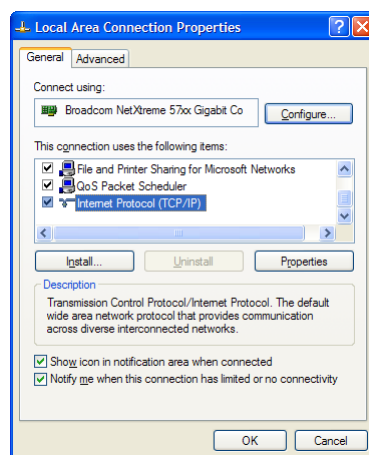 Local Area Connection Properties
General Advanced
Connect using:
Broadcom NetXtreme 57xx Gigabit Co
Configure...
This connection uses the following items:
File and Printer Sharing for Microsoft Networks
QoS Packet Scheduler
Internet Protocol (TCP/IP)
Install... Uninstall Properties
Description
Transmission Control Protocol/Internet Protocol. The default
wide area network protocol that provides communication
across diverse interconnected networks.
Show icon in notification area when connected
Notify me when this connection has limited or no connectivity
OK Cancel